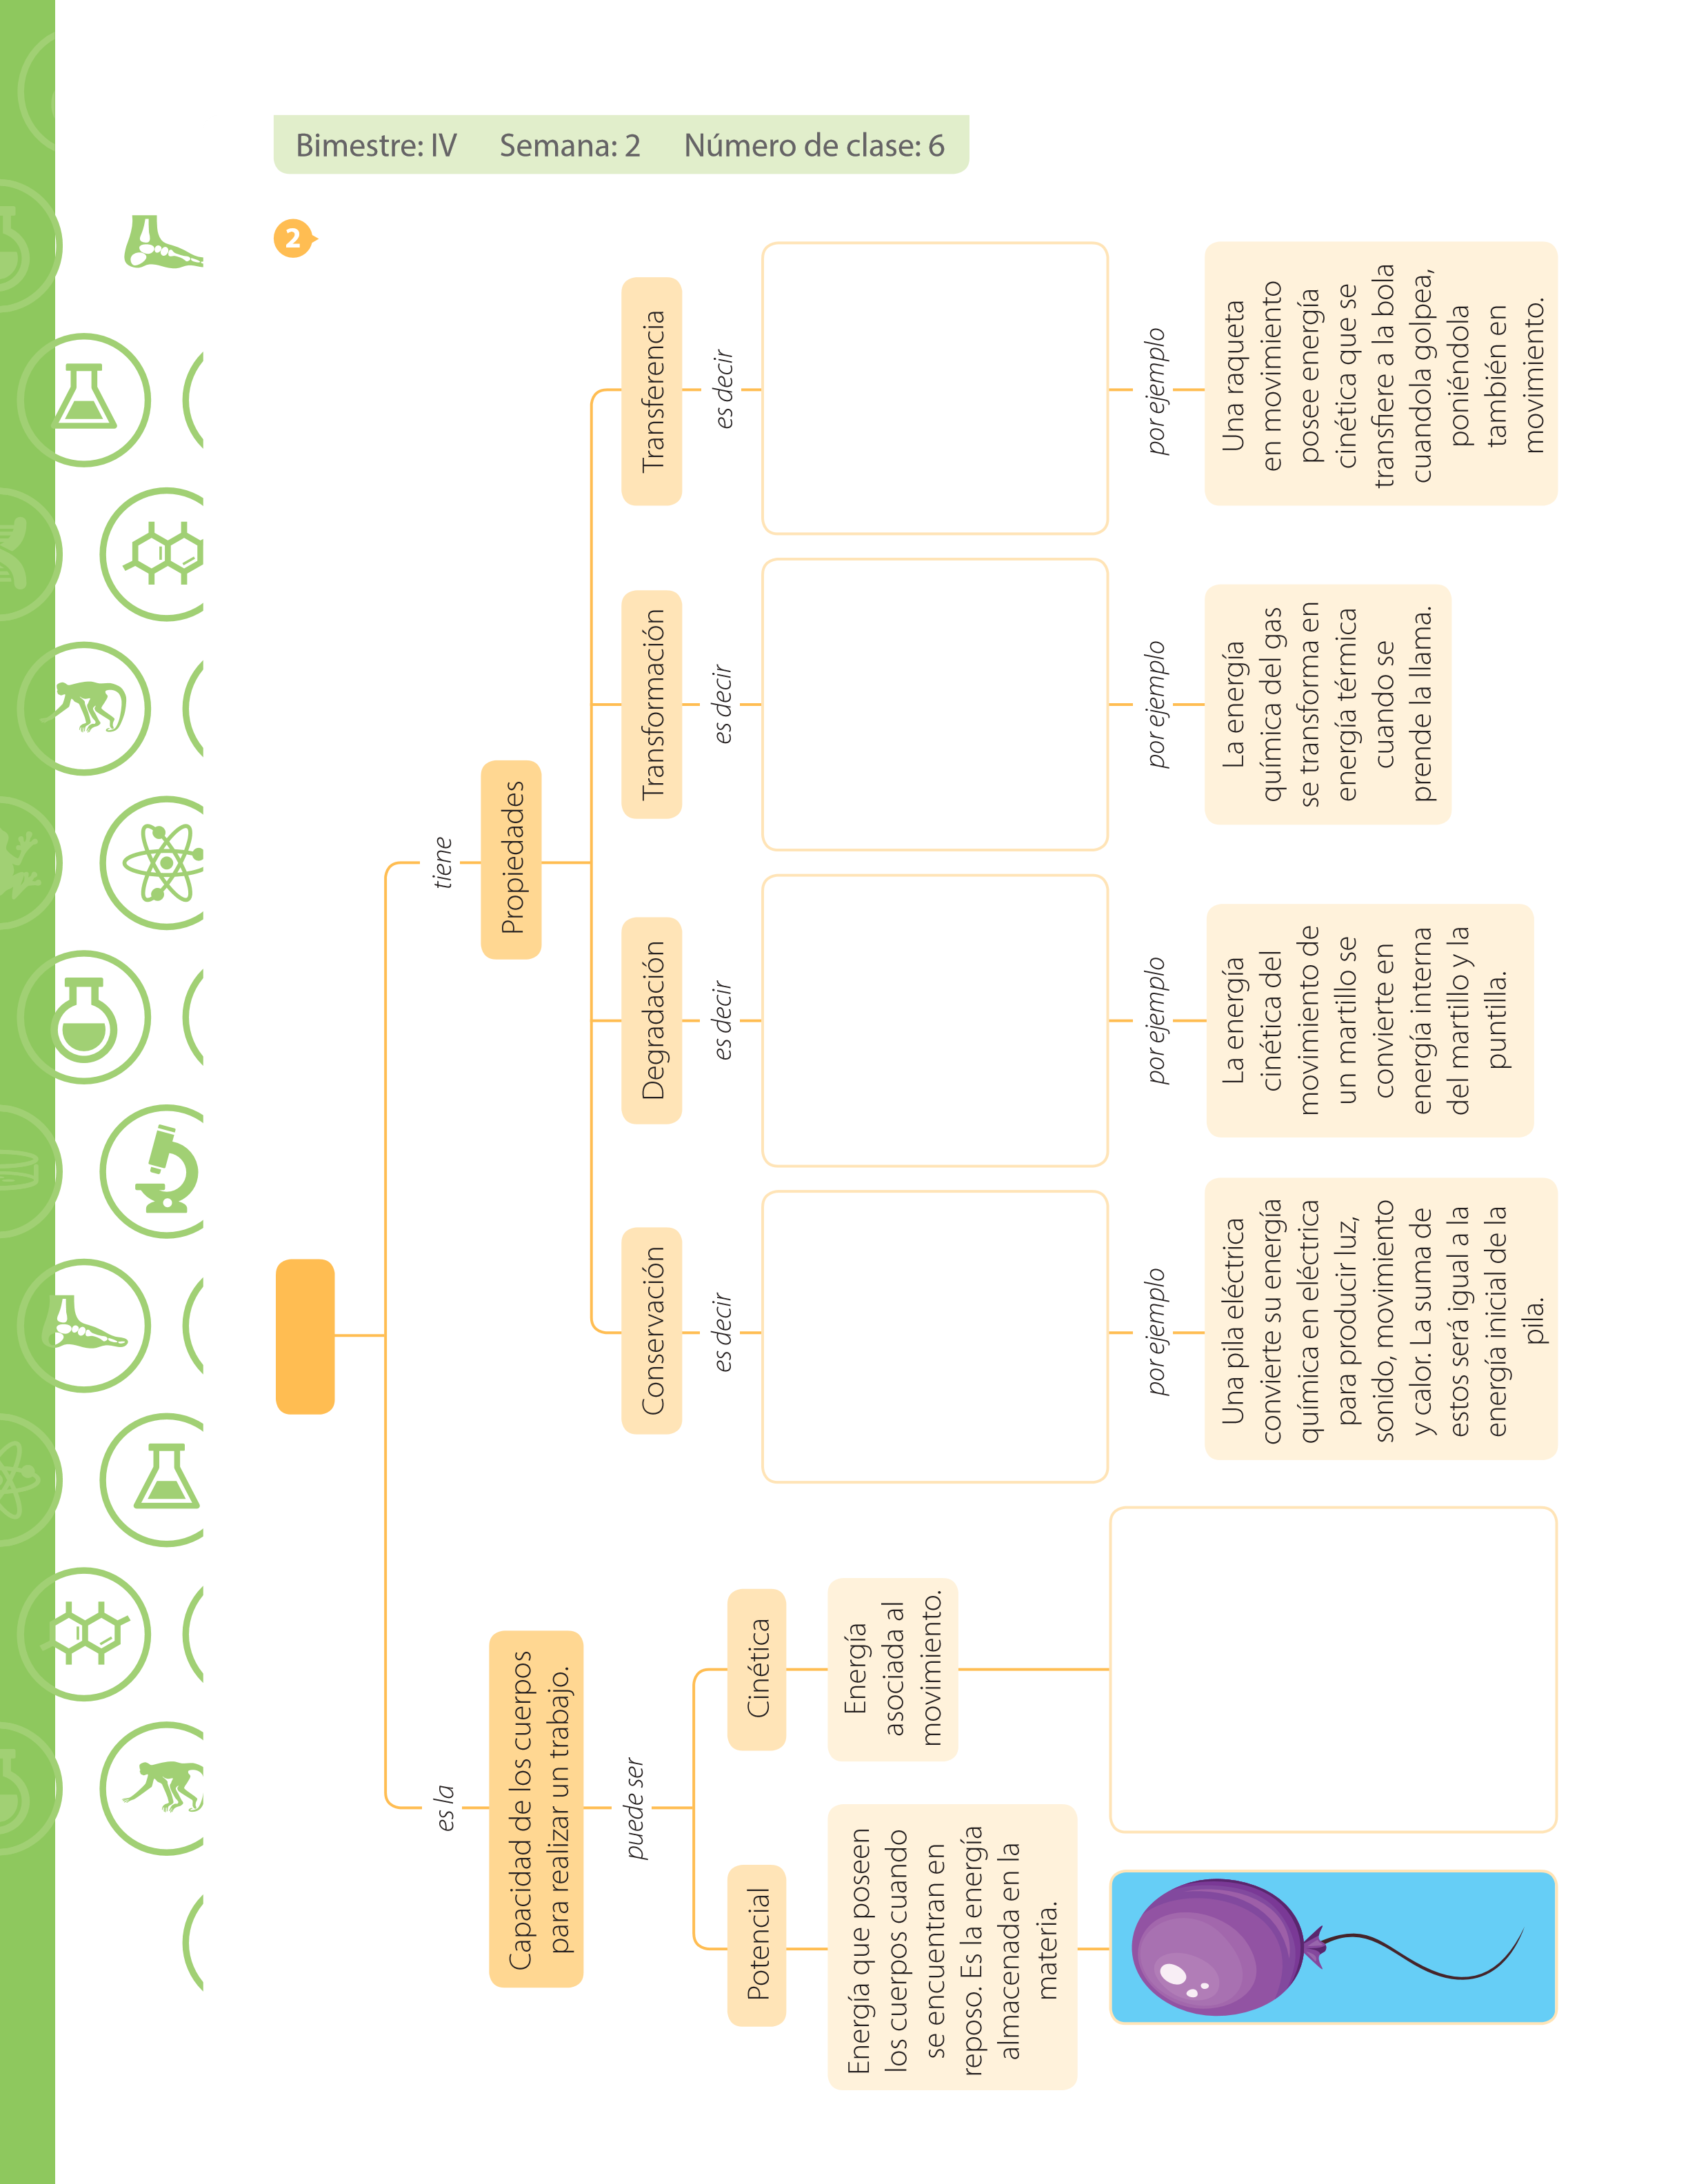 Bimestre: IV Semana: 2 Número de clase: 6
2
es la
Capacidad de los cuerpos
para realizar un trabajo.
puede ser
Potencial
Energía que poseen
los cuerpos cuando
se encuentran en
reposo. Es la energía
almacenada en la
materia.
Cinética
Energía
asociada al
movimiento.
tiene
Propiedades
Conservación
es decir
por ejemplo
Una pila eléctrica
convierte su energía
química en eléctrica
para producir luz,
sonido, movimiento
y calor. La suma de
estos será igual a la
energía inicial de la
pila.
Degradación
es decir
por ejemplo
La energía
cinética del
movimiento de
un martillo se
convierte en
energía interna
del martillo y la
puntilla.
Transformación
es decir
por ejemplo
La energía
química del gas
se transforma en
energía térmica
cuando se
prende la llama.
Transferencia
es decir
por ejemplo
Una raqueta
en movimiento
posee energía
cinética que se
transfiere a la bola
cuandola golpea,
poniéndola
también en
movimiento.